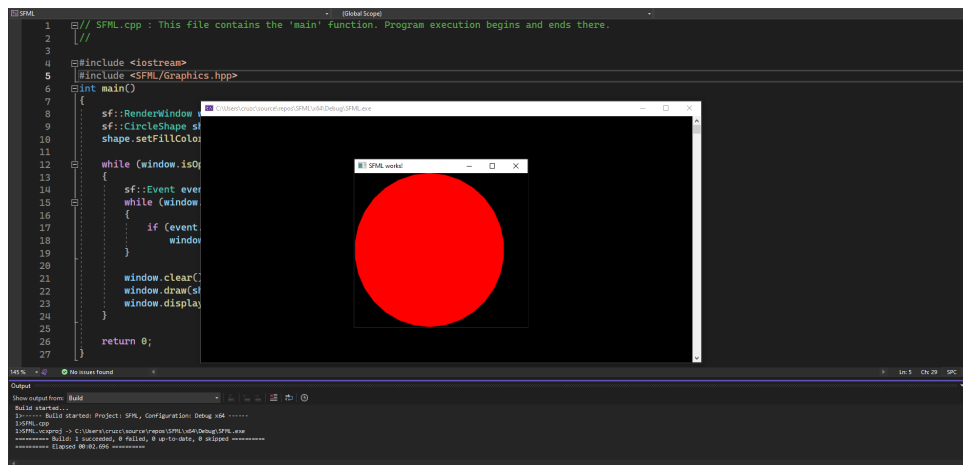 SFML
(Global Scope)
1 // SFML.cpp : This file contains the 'main' function. Program execution begins and ends there.
2 //
3
4 #include <iostream>
5 #include <SFML/Graphics.hpp>
6 int main()
7 {
8 sf::RenderWindow
9 sf::CircleShape sh
10 shape.setFillColor
11
12 while (window.isOp
13 {
14 sf::Event ever
15 while (window.
16 {
17 if (event.
18 window
19 }
20
21 window.clear()
22 window.draw(sh
23 window.display
24 }
25
26 return 0;
27 }
C:\Users\cruzc\source\repos\SFML\x64\Debug\SFML.exe
SFML works!
145 % No issues found Ln: 5 Ch: 29 SPC
Output
Show output from: Build
Build started...
1>------ Build started: Project: SFML, Configuration: Debug x64 ------
1>SFML.cpp
1>SFML.vcxproj -> C:\Users\cruzc\source\repos\SFML\x64\Debug\SFML.exe
========== Build: 1 succeeded, 0 failed, 0 up-to-date, 0 skipped ==========
========== Elapsed 00:02.696 ==========